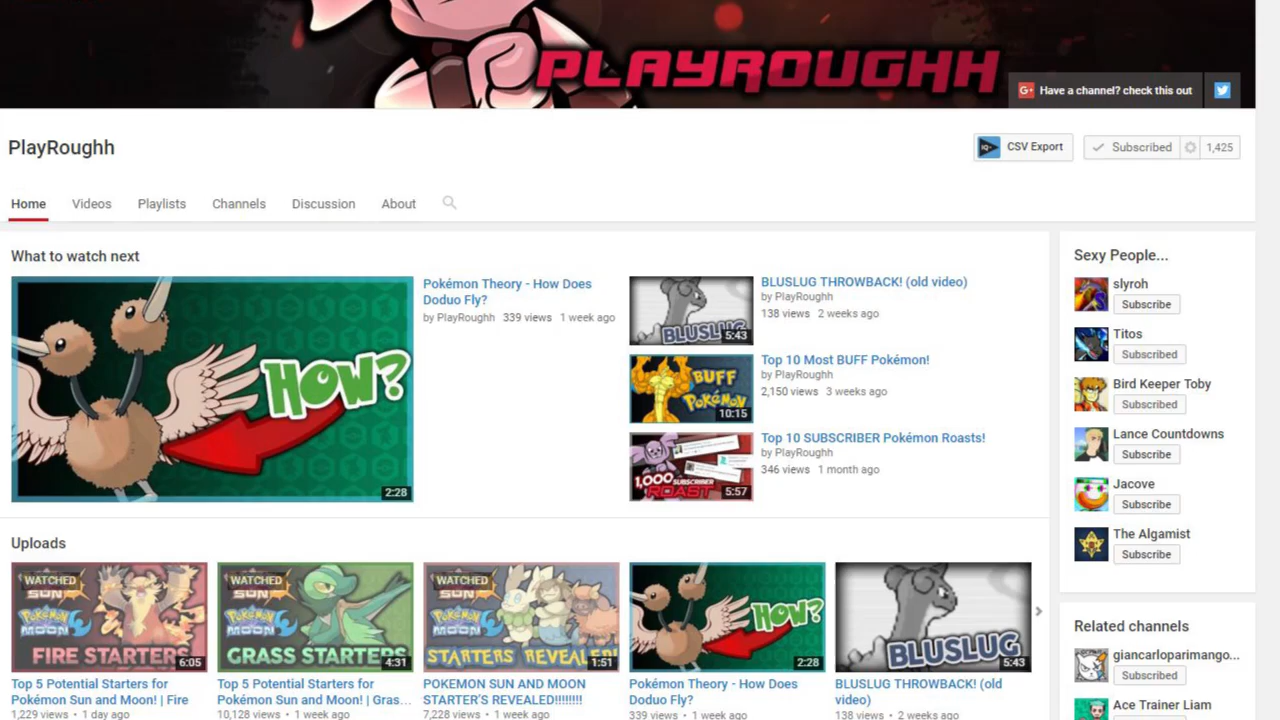 PLAYROUGHH
Have a channel? check this out
PlayRoughh
CSV Export
Subscribed
1,425
Home
Videos
Playlists
Channels
Discussion
About
What to watch next
HOW?
2:28
Pokémon Theory - How Does
Doduo Fly?
by PlayRoughh 339 views 1 week ago
BLUSLUG
5:43
BLUSLUG THROWBACK! (old video)
by PlayRoughh
138 views 2 weeks ago
BUFF
POKéMON
10:15
Top 10 Most BUFF Pokémon!
by PlayRoughh
2,150 views 3 weeks ago
1,000 SUBSCRIBER
ROAST
5:57
Top 10 SUBSCRIBER Pokémon Roasts!
by PlayRoughh
346 views 1 month ago
Uploads
WATCHED
SUN
POKéMON
MOON
FIRE STARTERS
6:05
Top 5 Potential Starters for
Pokémon Sun and Moon! | Fire
1,229 views • 1 day ago
WATCHED
SUN
POKéMON
MOON
GRASS STARTERS
4:31
Top 5 Potential Starters for
Pokémon Sun and Moon! | Gras...
10,128 views • 1 week ago
WATCHED
SUN
POKéMON
MOON
STARTERS REVEALED!
1:51
POKEMON SUN AND MOON
STARTER'S REVEALED!!!!!!!!
7,228 views • 1 week ago
HOW?
2:28
Pokémon Theory - How Does
Doduo Fly?
339 views • 1 week ago
BLUSLUG
5:43
BLUSLUG THROWBACK! (old
video)
138 views • 2 weeks ago
Sexy People...
slyroh
Subscribe
Titos
Subscribed
Bird Keeper Toby
Subscribed
Lance Countdowns
Subscribe
Jacove
Subscribe
The Algamist
Subscribe
Related channels
giancarloparimango...
Subscribed
Ace Trainer Liam